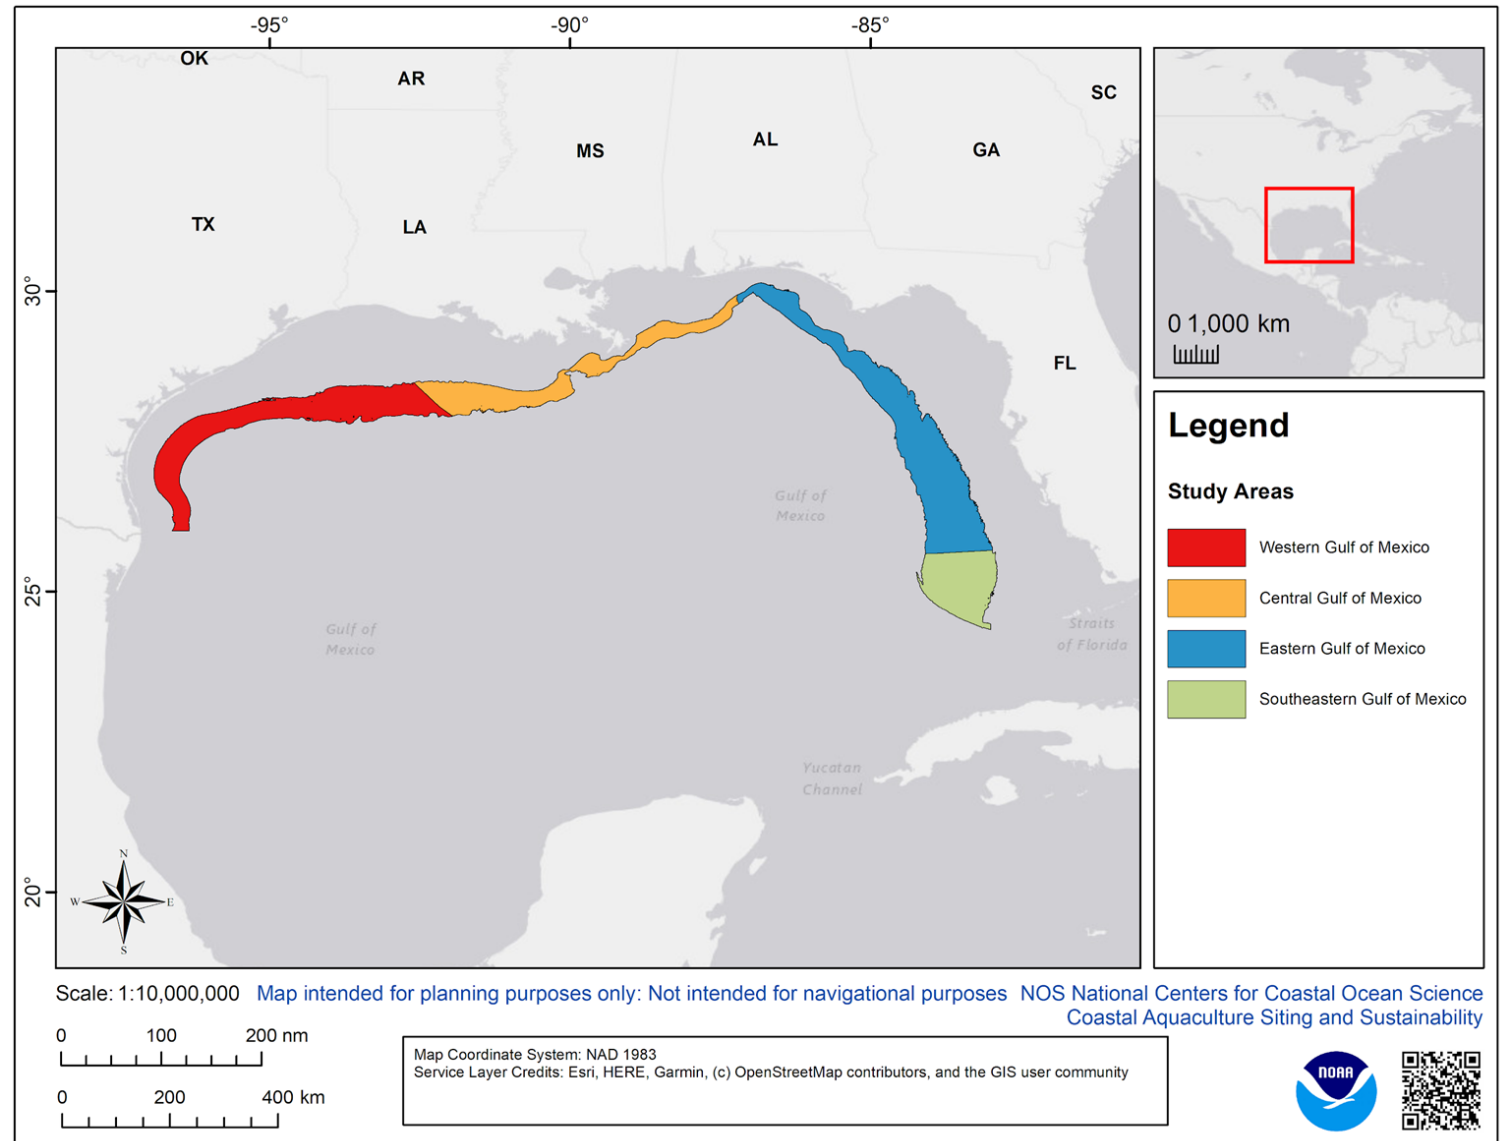 -95° -90° -85°
OK
AR
SC
MS
AL
GA
TX
LA
30°
FL
Gulf of
Mexico
25°
Gulf of
Mexico
Straits
of Florida
Yucatan
Channel
20°
N
W E
S
0 1,000 km
Legend
Study Areas
Western Gulf of Mexico
Central Gulf of Mexico
Eastern Gulf of Mexico
Southeastern Gulf of Mexico
Scale: 1:10,000,000 Map intended for planning purposes only: Not intended for navigational purposes NOS National Centers for Coastal Ocean Science
Coastal Aquaculture Siting and Sustainability
0 100 200 nm
0 200 400 km
Map Coordinate System: NAD 1983
Service Layer Credits: Esri, HERE, Garmin, (c) OpenStreetMap contributors, and the GIS user community
NOAA